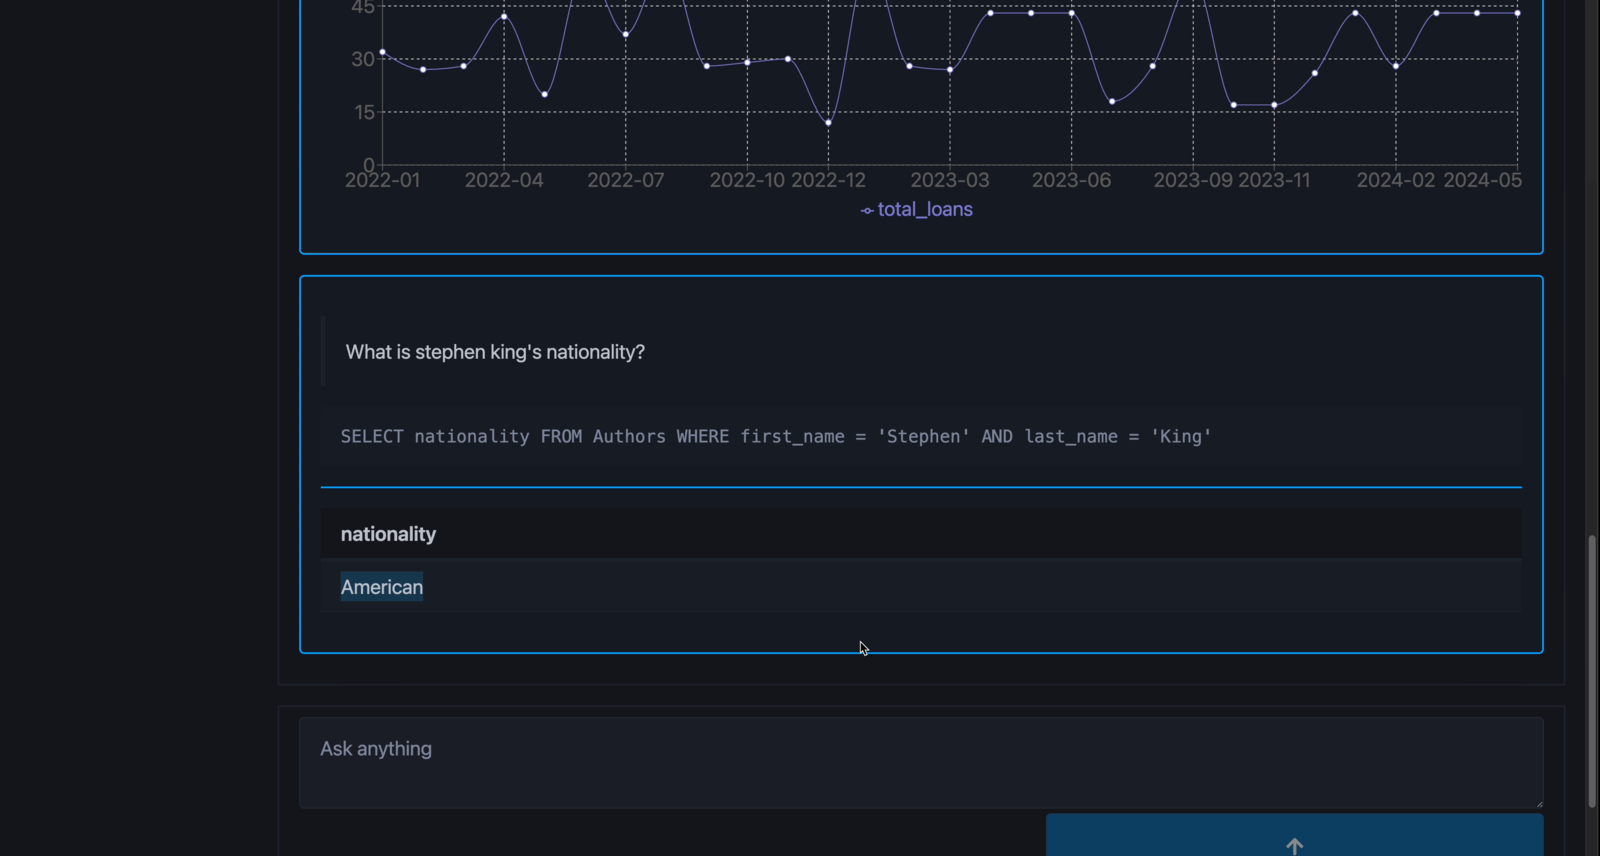 45
30
15
0
2022-01 2022-04 2022-07 2022-10 2022-12 2023-03 2023-06 2023-09 2023-11 2024-02 2024-05
total_loans
What is stephen king's nationality?
SELECT nationality FROM Authors WHERE first_name = 'Stephen' AND last_name = 'King'
nationality
American
Ask anything